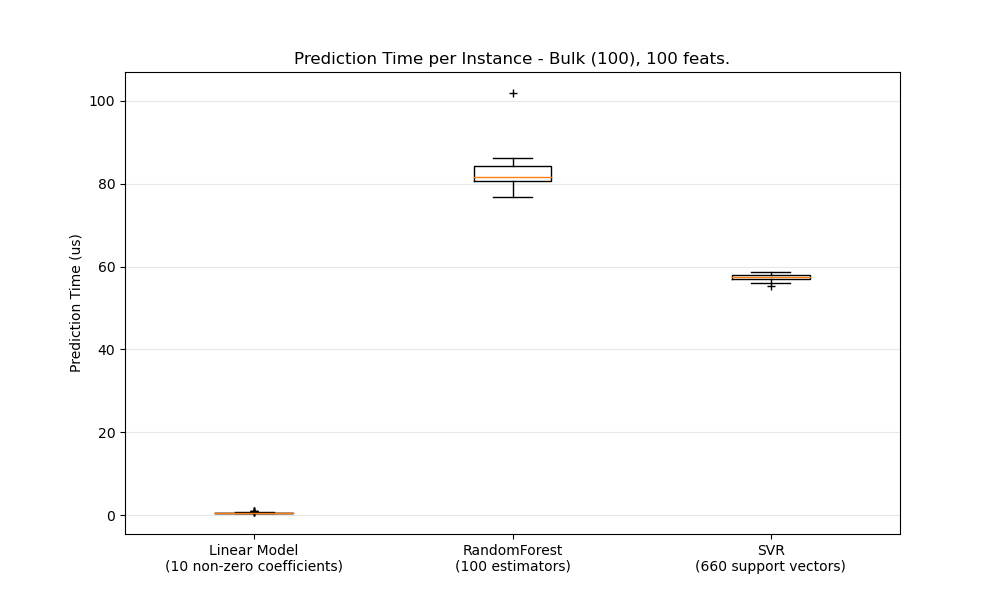 Prediction Time per Instance - Bulk (100), 100 feats.
Prediction Time (us)
100
80
60
40
20
0
Linear Model
(10 non-zero coefficients)
RandomForest
(100 estimators)
SVR
(660 support vectors)